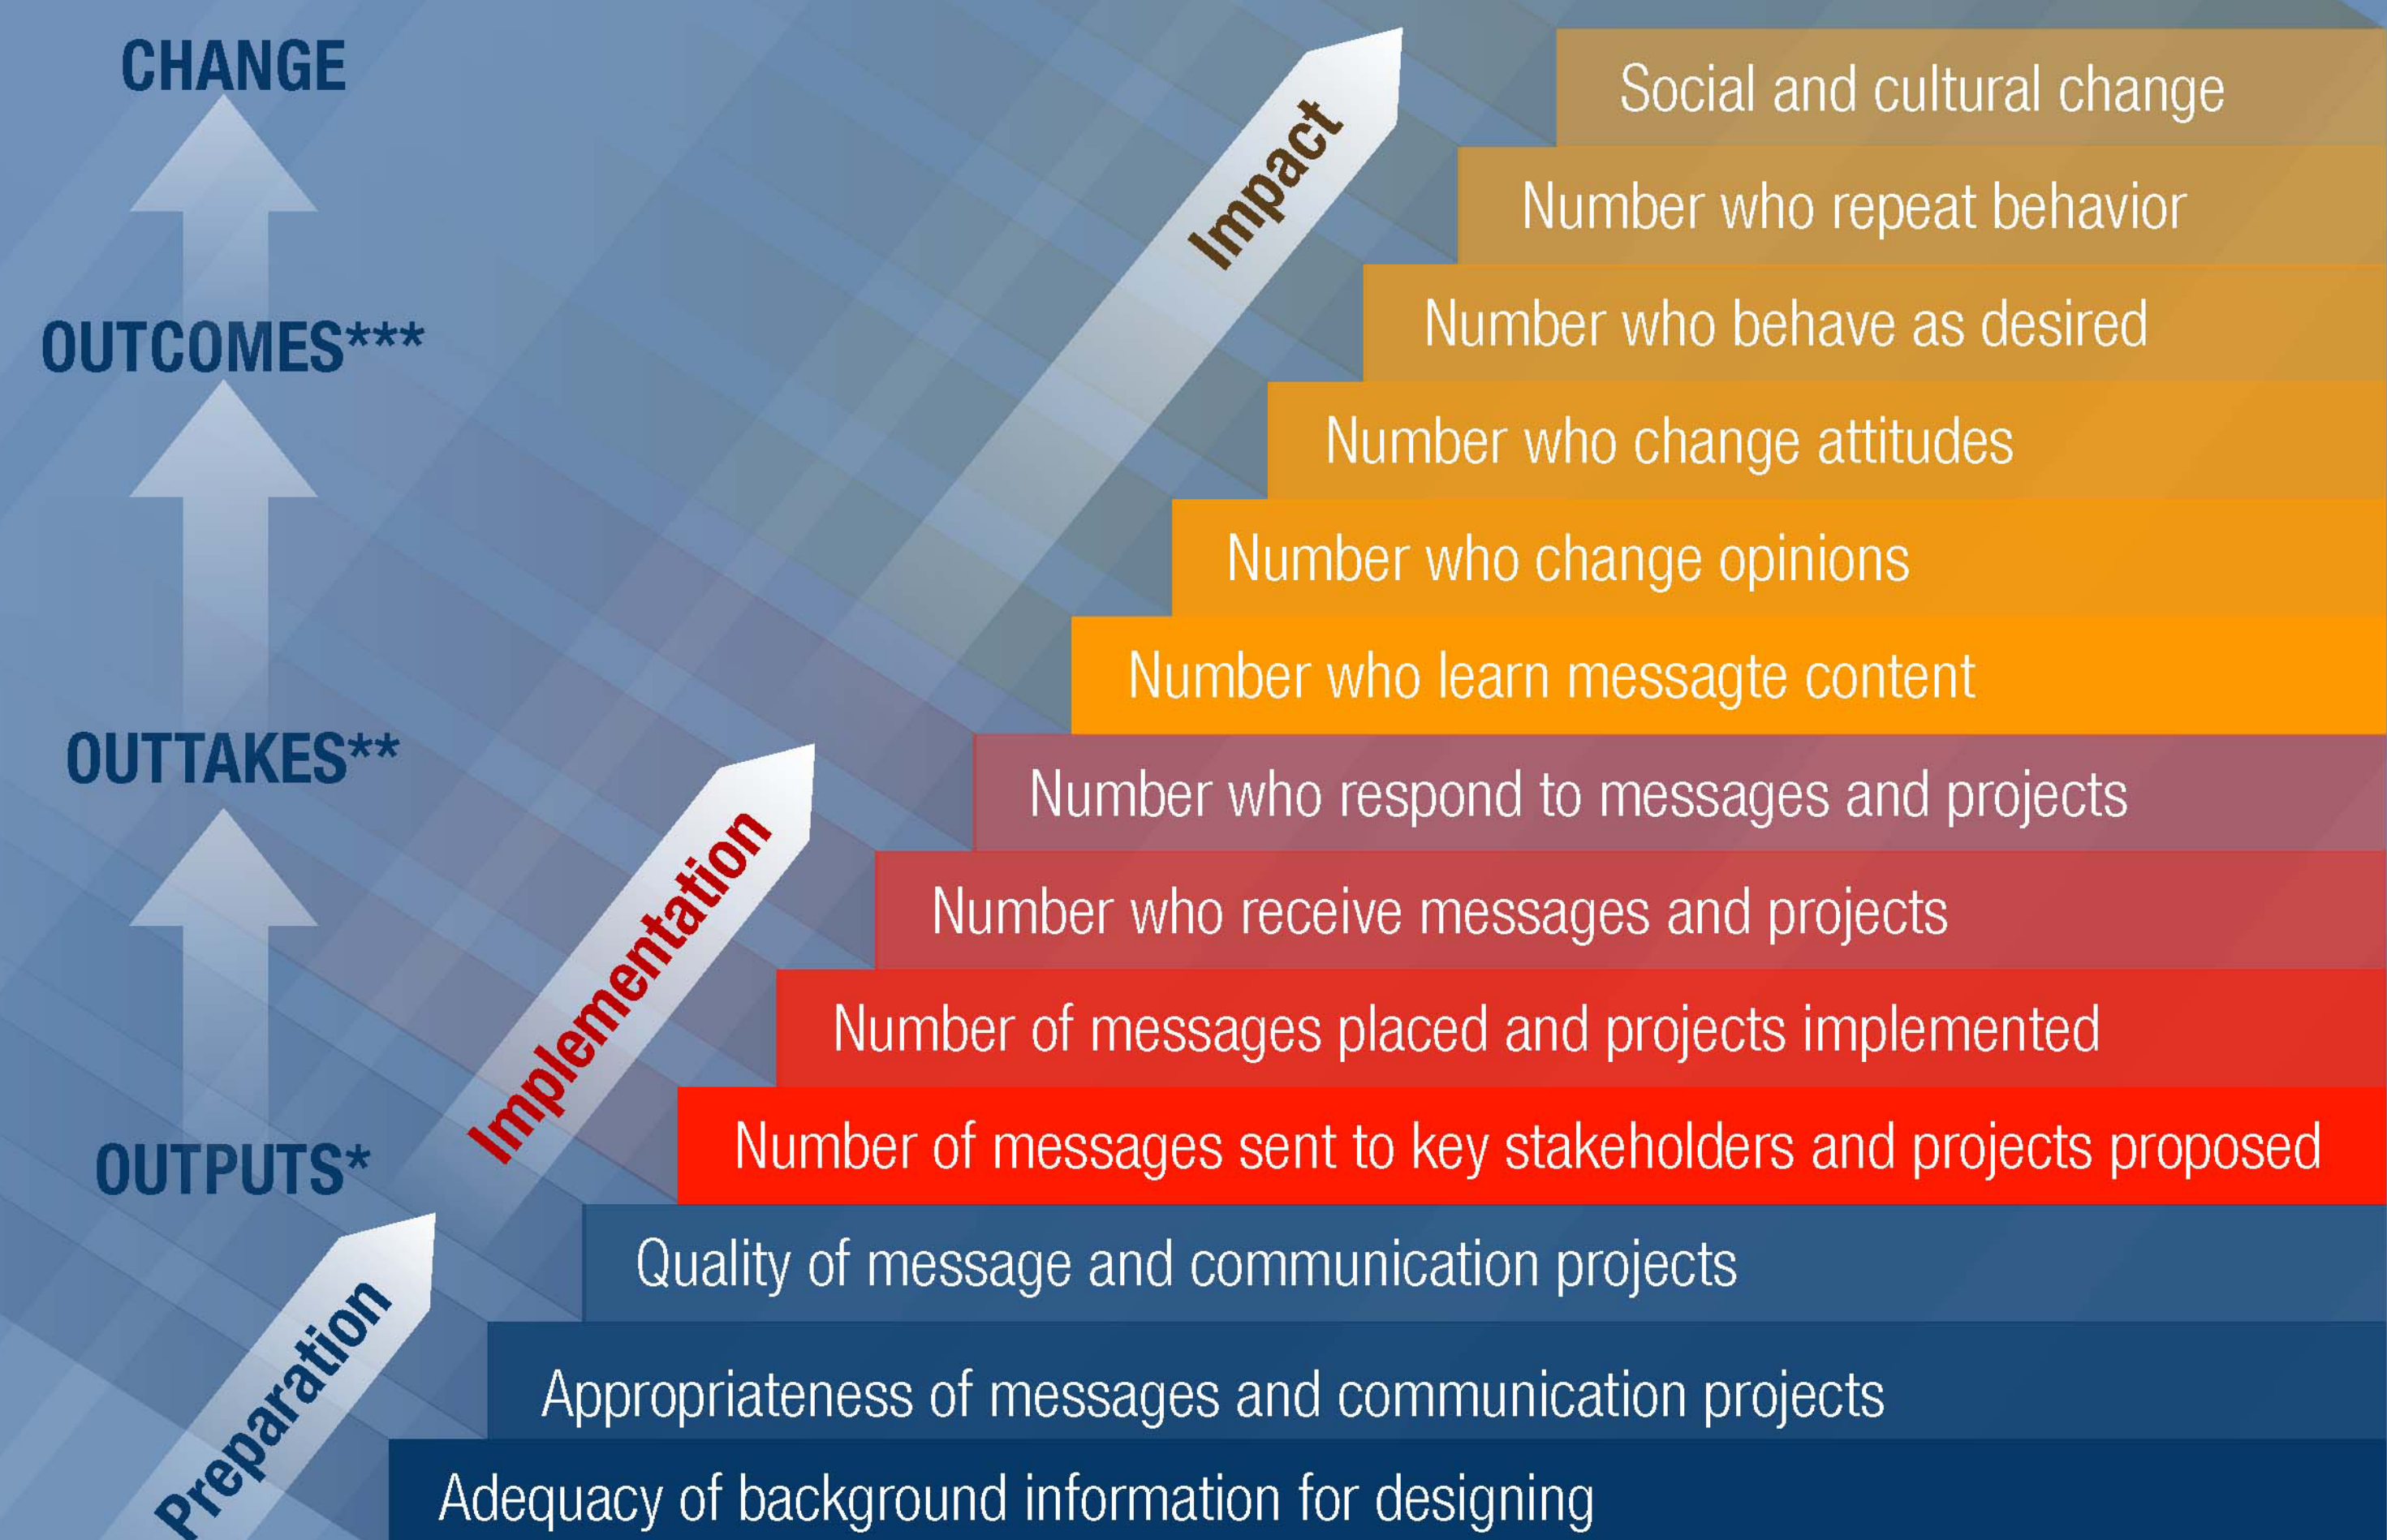 CHANGE
OUTCOMES***
OUTTAKES**
OUTPUTS*
Impact
Implementation
Preparation
Social and cultural change
Number who repeat behavior
Number who behave as desired
Number who change attitudes
Number who change opinions
Number who learn messagte content
Number who respond to messages and projects
Number who receive messages and projects
Number of messages placed and projects implemented
Number of messages sent to key stakeholders and projects proposed
Quality of message and communication projects
Appropriateness of messages and communication projects
Adequacy of background information for designing